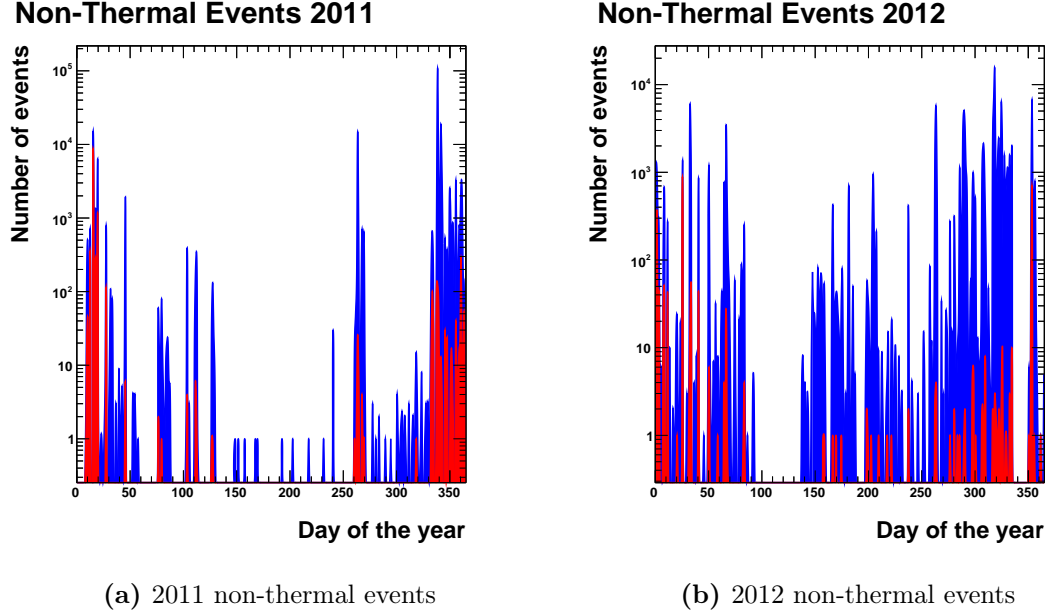 Non-Thermal Events 2011
Number of events
10^5
10^4
10^3
10^2
10
1
0 50 100 150 200 250 300 350
Day of the year
(a) 2011 non-thermal events
Non-Thermal Events 2012
Number of events
10^4
10^3
10^2
10
1
0 50 100 150 200 250 300 350
Day of the year
(b) 2012 non-thermal events